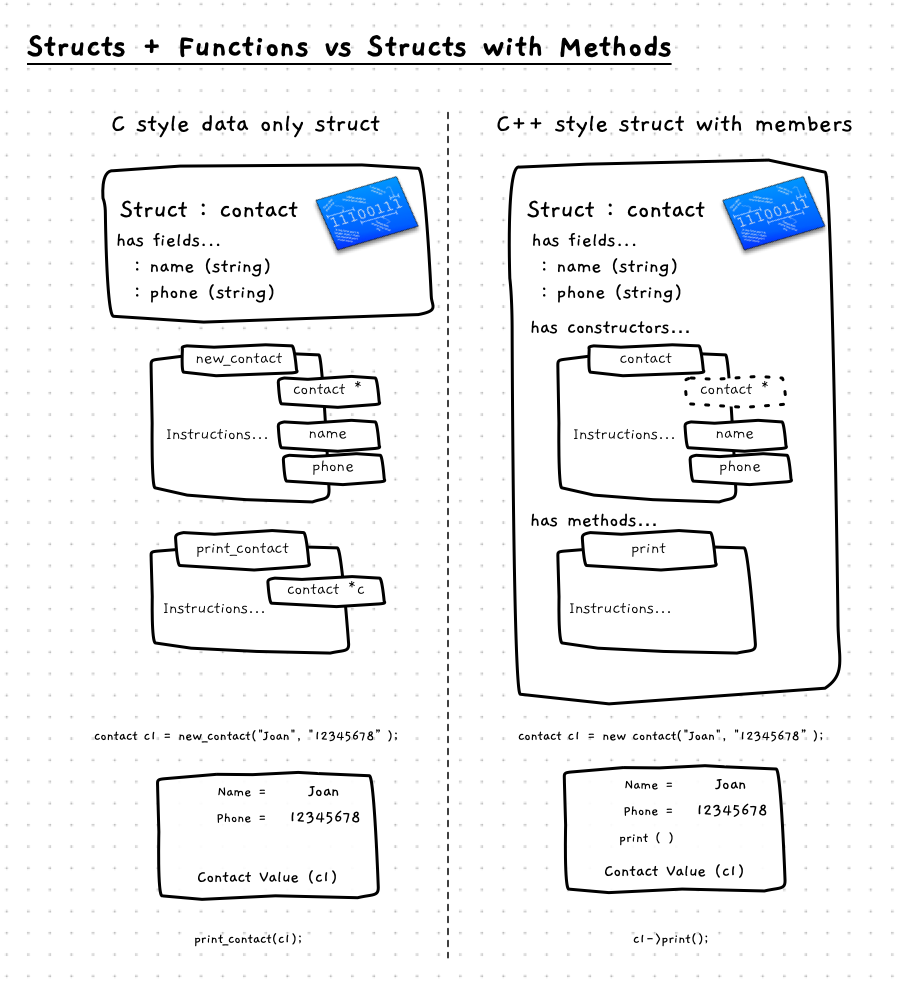 Structs + Functions vs Structs with Methods
C style data only struct
Struct : contact
11100111
has fields...
: name (string)
: phone (string)
new_contact
contact *
Instructions...
name
phone
print_contact
contact *c
Instructions...
contact c1 = new_contact("Joan", "12345678" );
Name = Joan
Phone = 12345678
Contact Value (c1)
print_contact(c1);
C++ style struct with members
Struct : contact
11100111
has fields...
: name (string)
: phone (string)
has constructors...
contact
contact *
Instructions...
name
phone
has methods...
print
Instructions...
contact c1 = new contact("Joan", "12345678" );
Name = Joan
Phone = 12345678
print ( )
Contact Value (c1)
c1->print();